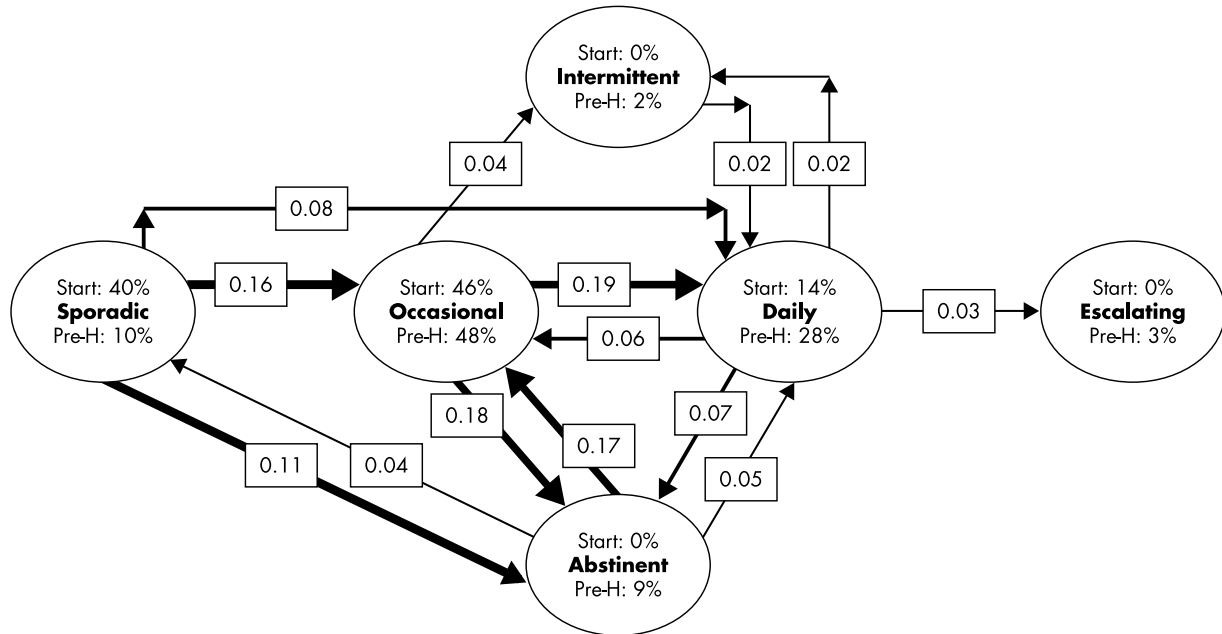 Start: 0%
Intermittent
Pre-H: 2%
0.04
0.02
0.02
0.08
Start: 40%
Sporadic
Pre-H: 10%
0.16
Start: 46%
Occasional
Pre-H: 48%
0.19
0.06
Start: 14%
Daily
Pre-H: 28%
0.03
Start: 0%
Escalating
Pre-H: 3%
0.11
0.04
0.18
0.17
0.07
0.05
Start: 0%
Abstinent
Pre-H: 9%